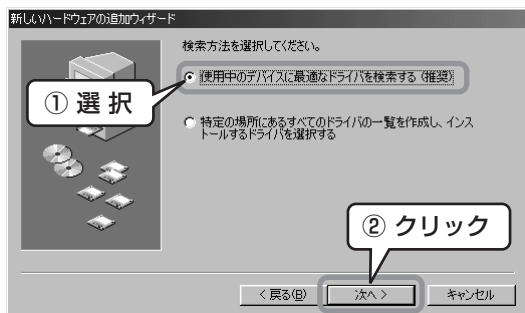 新しいハードウェアの追加ウィザード
検索方法を選択してください。
使用中のデバイスに最適なドライバを検索する(推奨)
① 選 択
特定の場所にあるすべてのドライバの一覧を作成し、インス
トールするドライバを選択する
② クリック
< 戻る(B)
次へ >
キャンセル